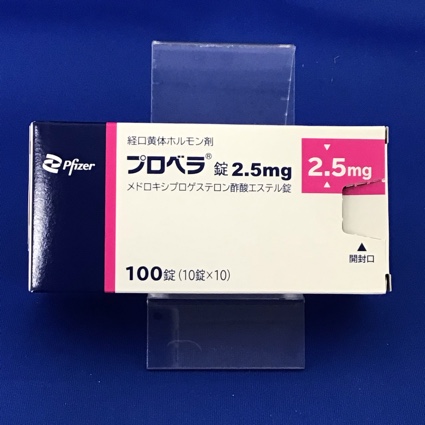 Pfizer
経口黄体ホルモン剤
プロベラ®錠2.5mg
メドロキシプロゲステロン酢酸エステル錠
2.5mg
開封口
100錠(10錠×10)